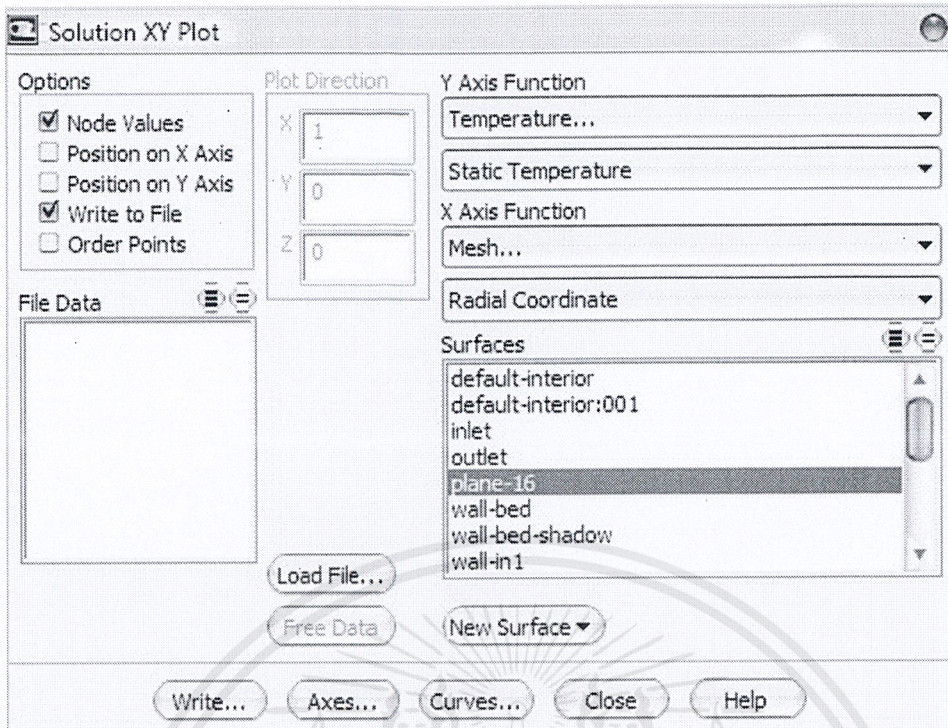 Solution XY Plot
Options
Node Values
Position on X Axis
Position on Y Axis
Write to File
Order Points
Plot Direction
X 1
Y 0
Z 0
Y Axis Function
Temperature...
Static Temperature
X Axis Function
Mesh...
Radial Coordinate
File Data
Surfaces
default-interior
default-interior:001
inlet
outlet
plane-16
wall-bed
wall-bed-shadow
wall-in1
Load File...
Free Data
New Surface
Write...
Axes...
Curves...
Close
Help